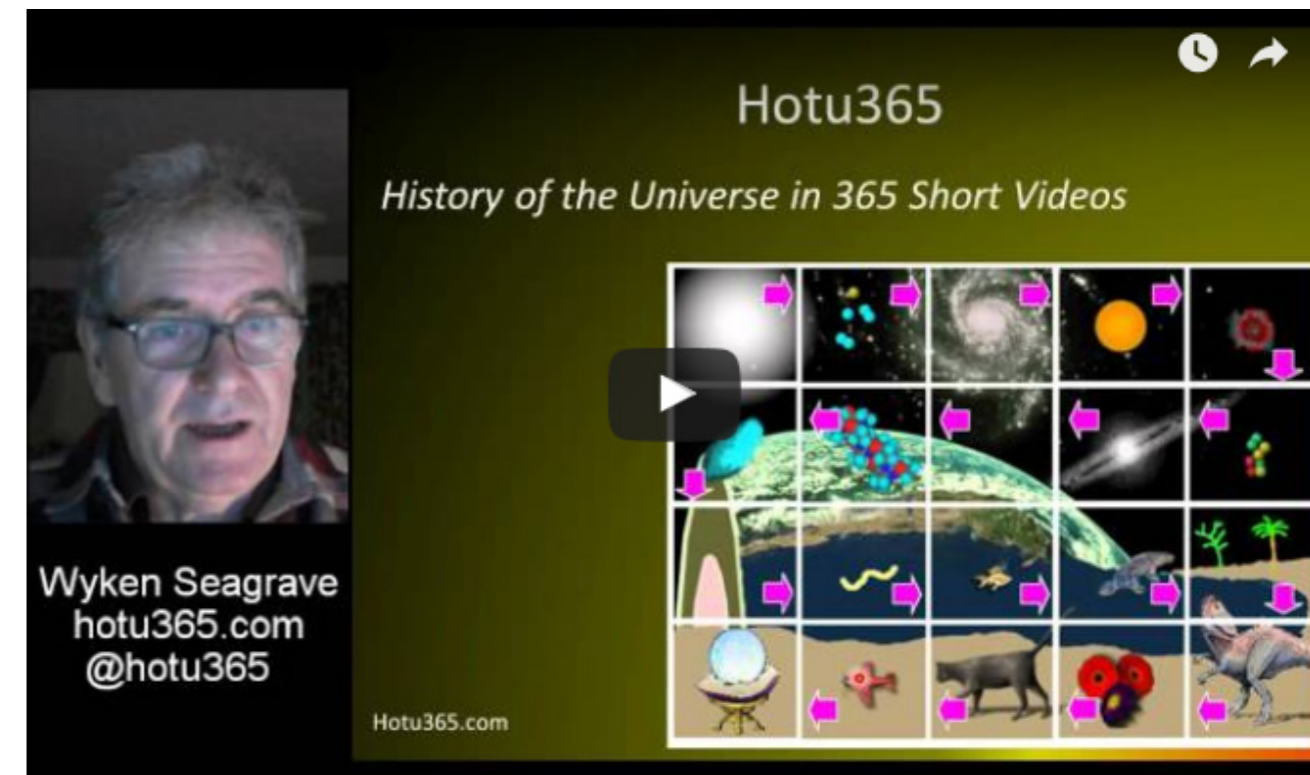 Hotu365
History of the Universe in 365 Short Videos
Wyken Seagrave
hotu365.com
@hotu365
Hotu365.com